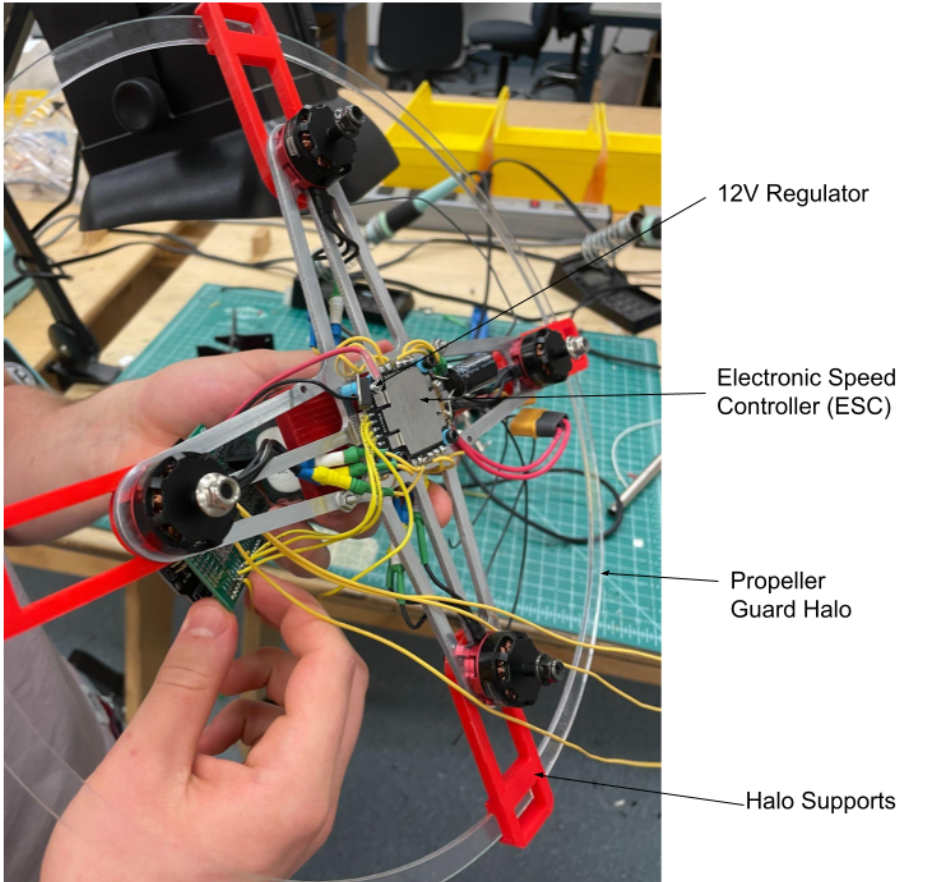 12V Regulator
Electronic Speed
Controller (ESC)
Propeller
Guard Halo
Halo Supports